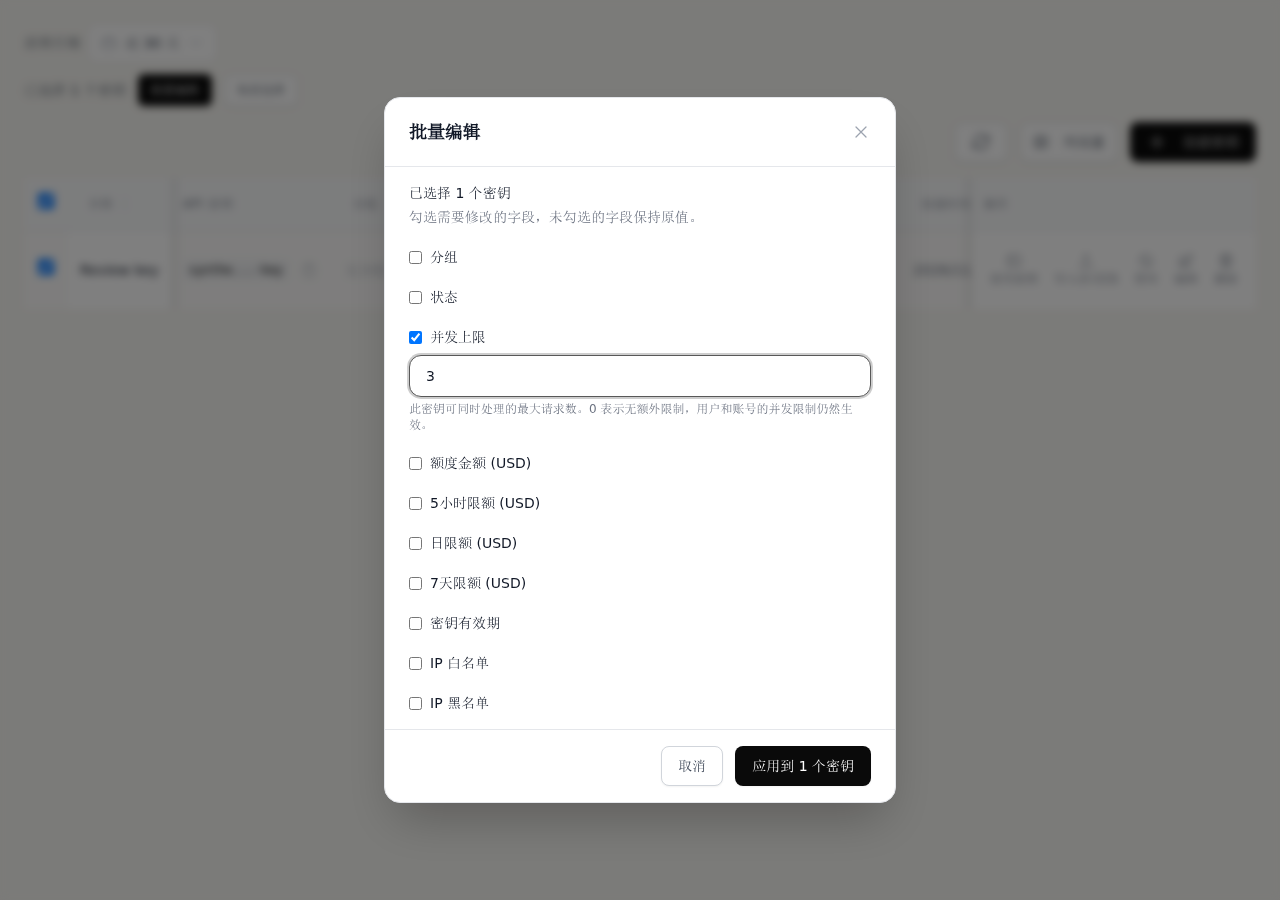 批量编辑
已选择 1 个密钥
勾选需要修改的字段，未勾选的字段保持原值。
分组
状态
并发上限
3
此密钥可同时处理的最大请求数。0 表示无额外限制，用户和账号的并发限制仍然生
效。
额度金额 (USD)
5小时限额 (USD)
日限额 (USD)
7天限额 (USD)
密钥有效期
IP 白名单
IP 黑名单
取消
应用到 1 个密钥